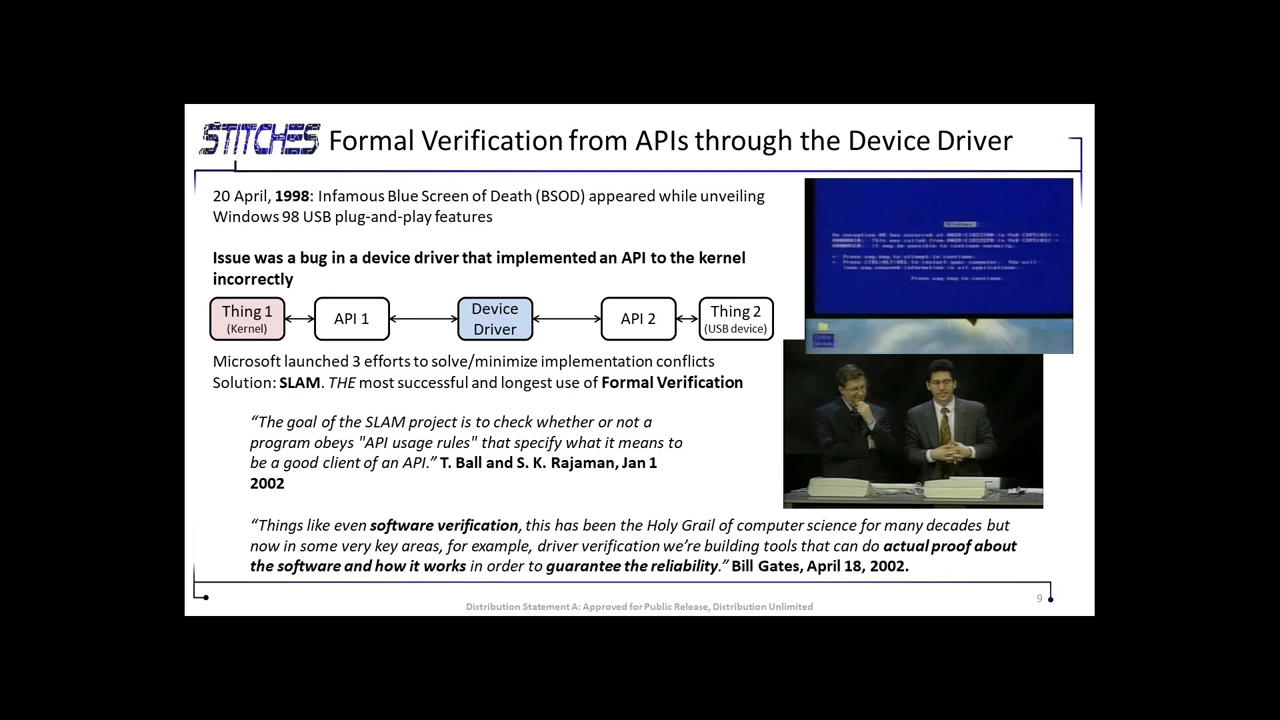 STITCHES Formal Verification from APIs through the Device Driver
20 April, 1998: Infamous Blue Screen of Death (BSOD) appeared while unveiling
Windows 98 USB plug-and-play features
Issue was a bug in a device driver that implemented an API to the kernel
incorrectly
Thing 1
(Kernel)
API 1
Device
Driver
API 2
Thing 2
(USB device)
Microsoft launched 3 efforts to solve/minimize implementation conflicts
Solution: SLAM. THE most successful and longest use of Formal Verification
“The goal of the SLAM project is to check whether or not a
program obeys "API usage rules" that specify what it means to
be a good client of an API.” T. Ball and S. K. Rajaman, Jan 1
2002
“Things like even software verification, this has been the Holy Grail of computer science for many decades but
now in some very key areas, for example, driver verification we’re building tools that can do actual proof about
the software and how it works in order to guarantee the reliability.” Bill Gates, April 18, 2002.
Windows
Press any key to continue
Distribution Statement A: Approved for Public Release, Distribution Unlimited
9